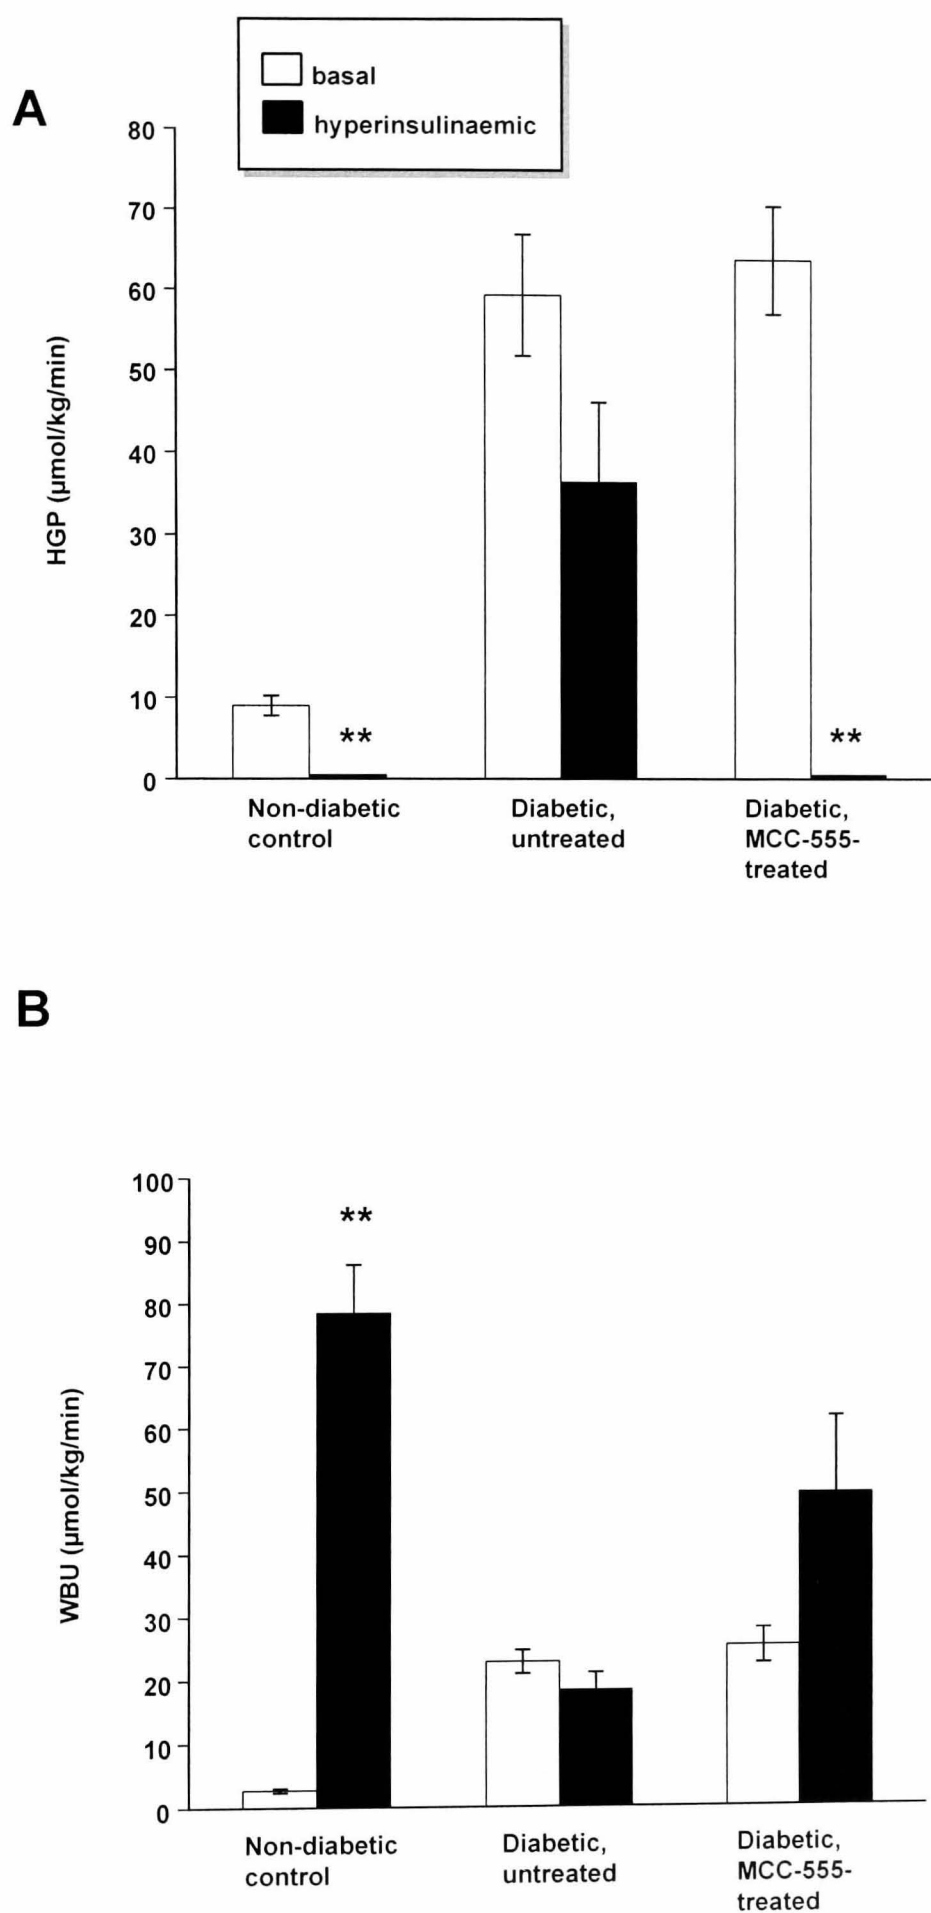 basal
hyperinsulinaemic
A
80
70
60
50
40
30
20
10
0
HGP (µmol/kg/min)
**
**
Non-diabetic
control
Diabetic,
untreated
Diabetic,
MCC-555-
treated
B
100
90
80
70
60
50
40
30
20
10
0
WBU (µmol/kg/min)
**
Non-diabetic
control
Diabetic,
untreated
Diabetic,
MCC-555-
treated